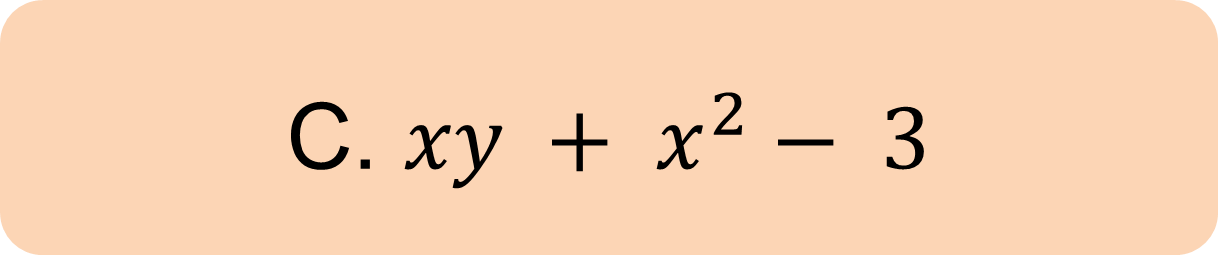 C. xy + x² − 3